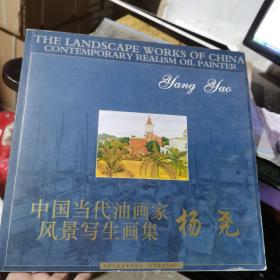 THE LANDSCAPE WORKS OF CHINA
CONTEMPORARY REALISM OIL PAINTER
Yang Yao
中国当代油画家
风景写生画集
杨尧